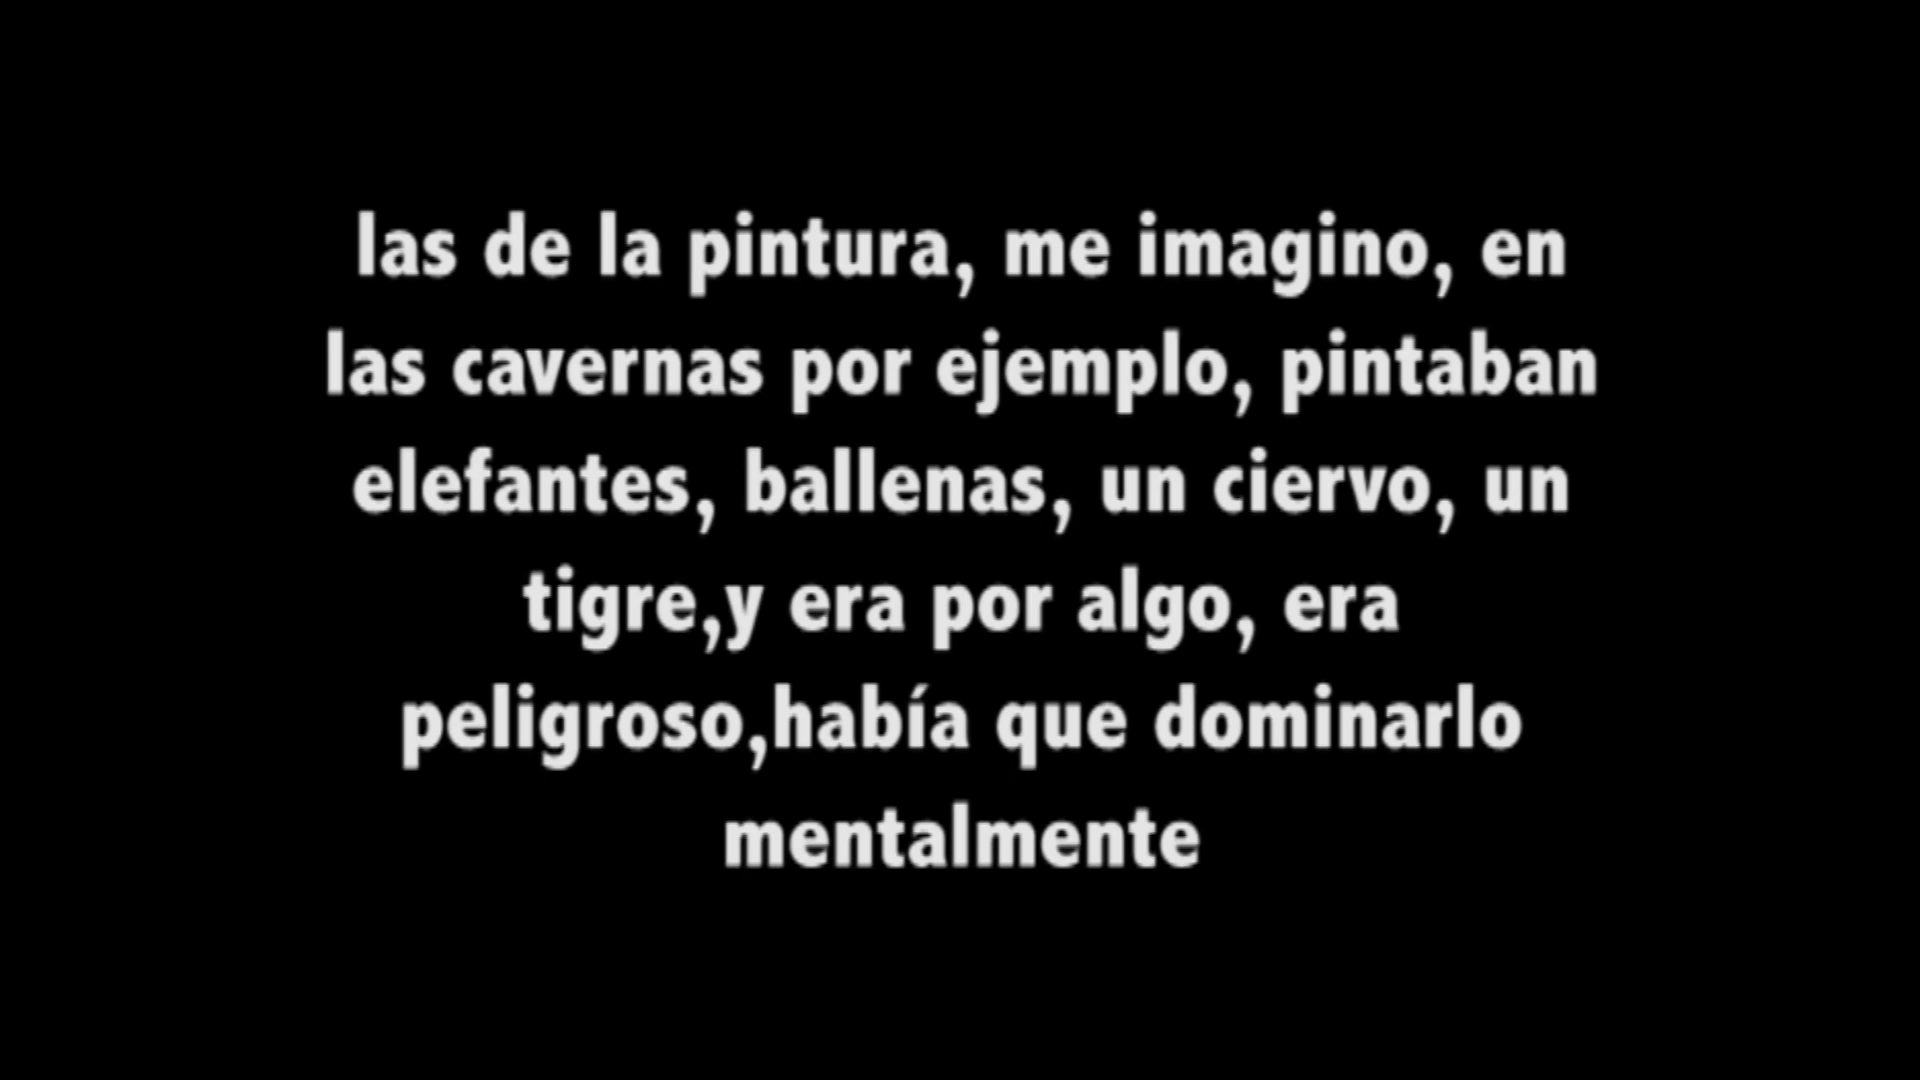 las de la pintura, me imagino, en
las cavernas por ejemplo, pintaban
elefantes, ballenas, un ciervo, un
tigre,y era por algo, era
peligroso,había que dominarlo
mentalmente